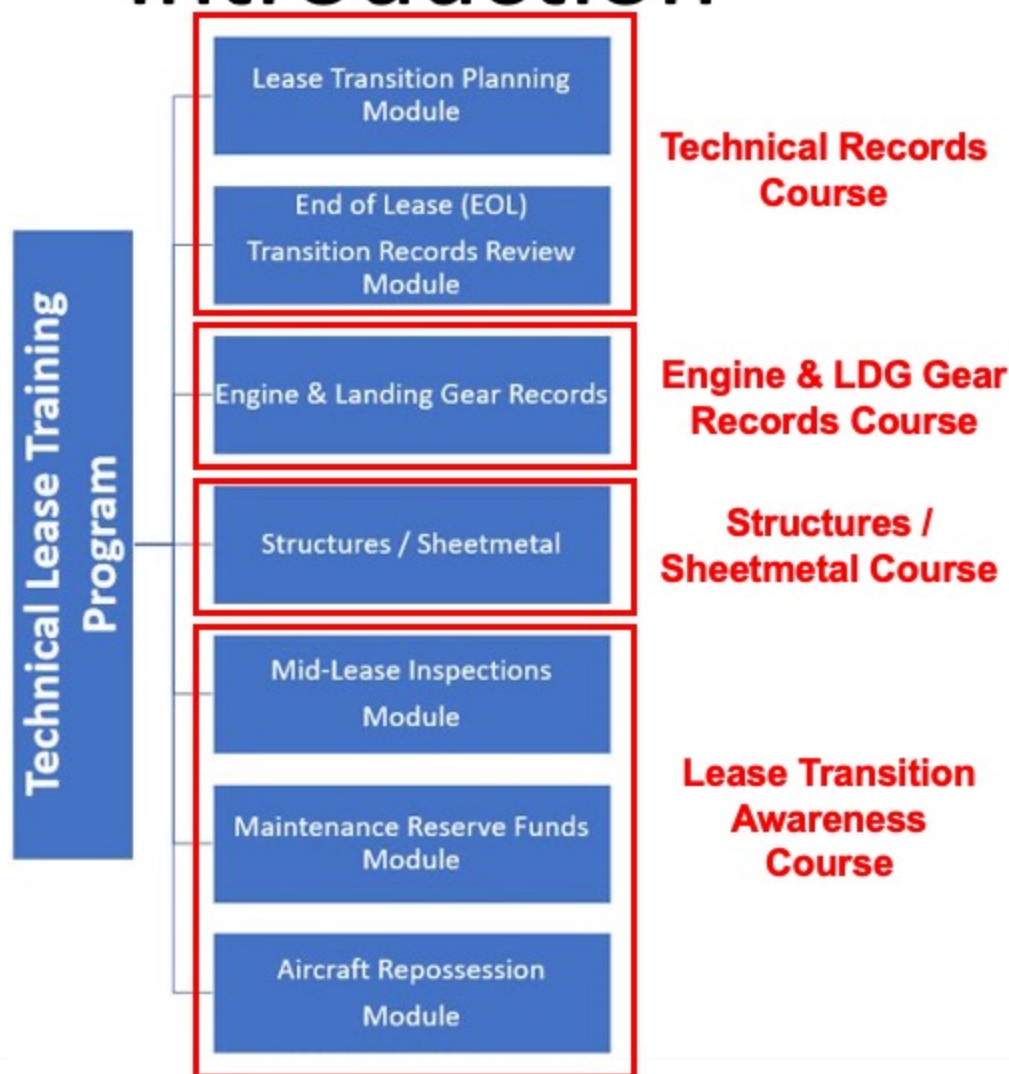 Introduction
Technical Lease Training
Program
Lease Transition Planning
Module
End of Lease (EOL)
Transition Records Review
Module
Technical Records
Course
Engine & Landing Gear Records
Engine & LDG Gear
Records Course
Structures / Sheetmetal
Structures /
Sheetmetal Course
Mid-Lease Inspections
Module
Maintenance Reserve Funds
Module
Aircraft Repossession
Module
Lease Transition
Awareness
Course